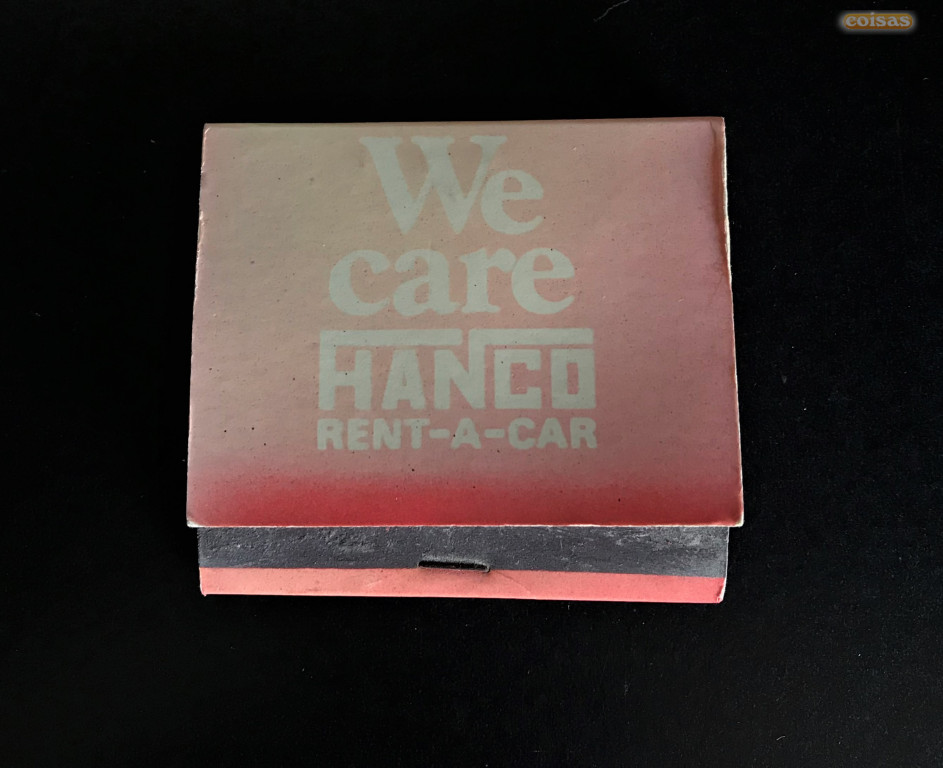 coisas
We
care
HANCO
RENT-A-CAR